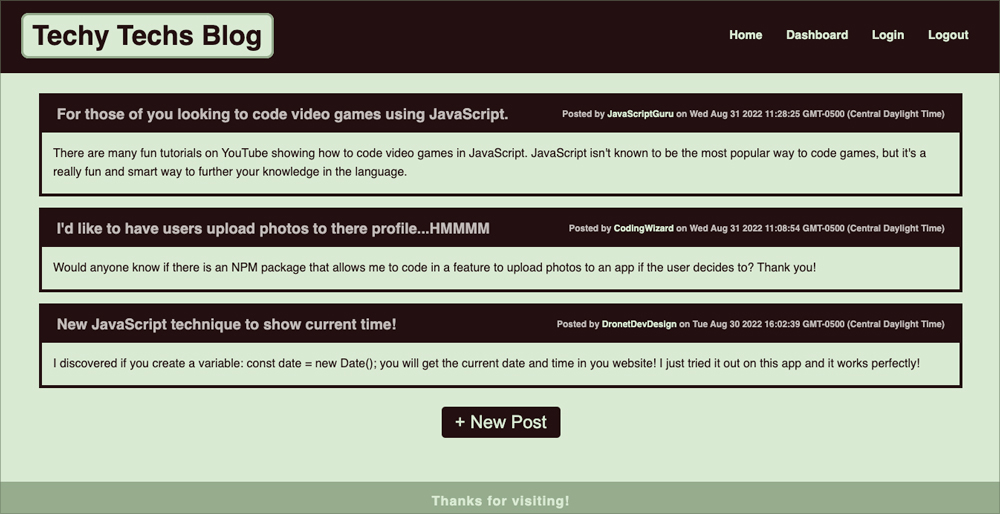 Techy Techs Blog
Home Dashboard Login Logout
For those of you looking to code video games using JavaScript.
Posted by JavaScriptGuru on Wed Aug 31 2022 11:28:25 GMT-0500 (Central Daylight Time)
There are many fun tutorials on YouTube showing how to code video games in JavaScript. JavaScript isn't known to be the most popular way to code games, but it's a
really fun and smart way to further your knowledge in the language.
I'd like to have users upload photos to there profile...HMMMM
Posted by CodingWizard on Wed Aug 31 2022 11:08:54 GMT-0500 (Central Daylight Time)
Would anyone know if there is an NPM package that allows me to code in a feature to upload photos to an app if the user decides to? Thank you!
New JavaScript technique to show current time!
Posted by DronetDevDesign on Tue Aug 30 2022 16:02:39 GMT-0500 (Central Daylight Time)
I discovered if you create a variable: const date = new Date(); you will get the current date and time in you website! I just tried it out on this app and it works perfectly!
+ New Post
Thanks for visiting!